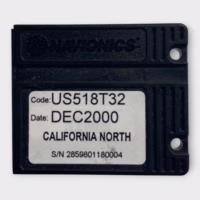 NAVIONICS
Code: US518T32
Date: DEC2000
CALIFORNIA NORTH
S/N 2859801180004